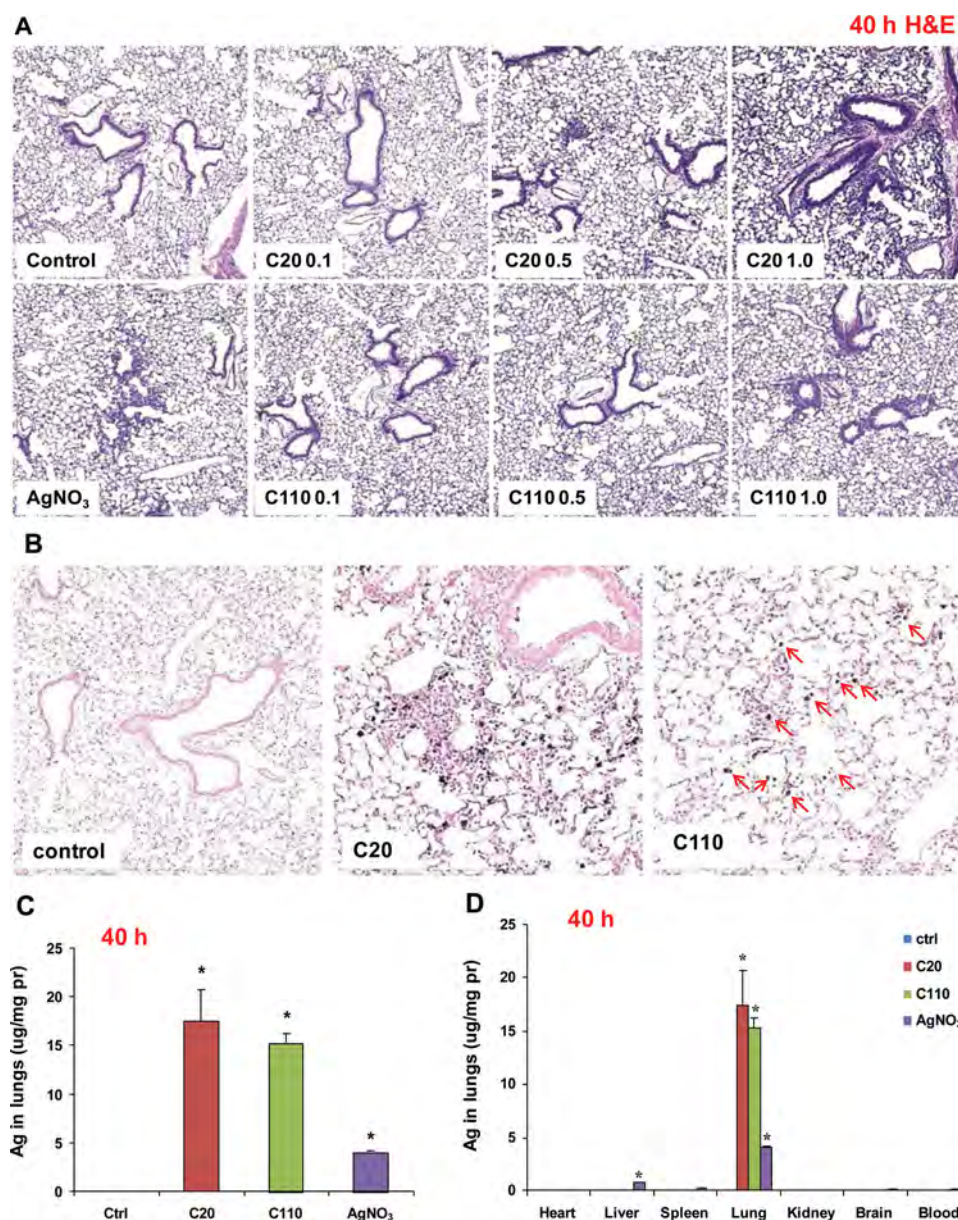 A
40 h H&E
Control
C20 0.1
C20 0.5
C20 1.0
AgNO₃
C110 0.1
C110 0.5
C110 1.0
B
control
C20
C110
C
40 h
Ag in lungs (ug/mg pr)
25
20
15
10
5
0
*
*
*
Ctrl
C20
C110
AgNO₃
D
40 h
Ag in lungs (ug/mg pr)
25
20
15
10
5
0
ctrl
C20
C110
AgNO₃
*
*
*
*
Heart
Liver
Spleen
Lung
Kidney
Brain
Blood